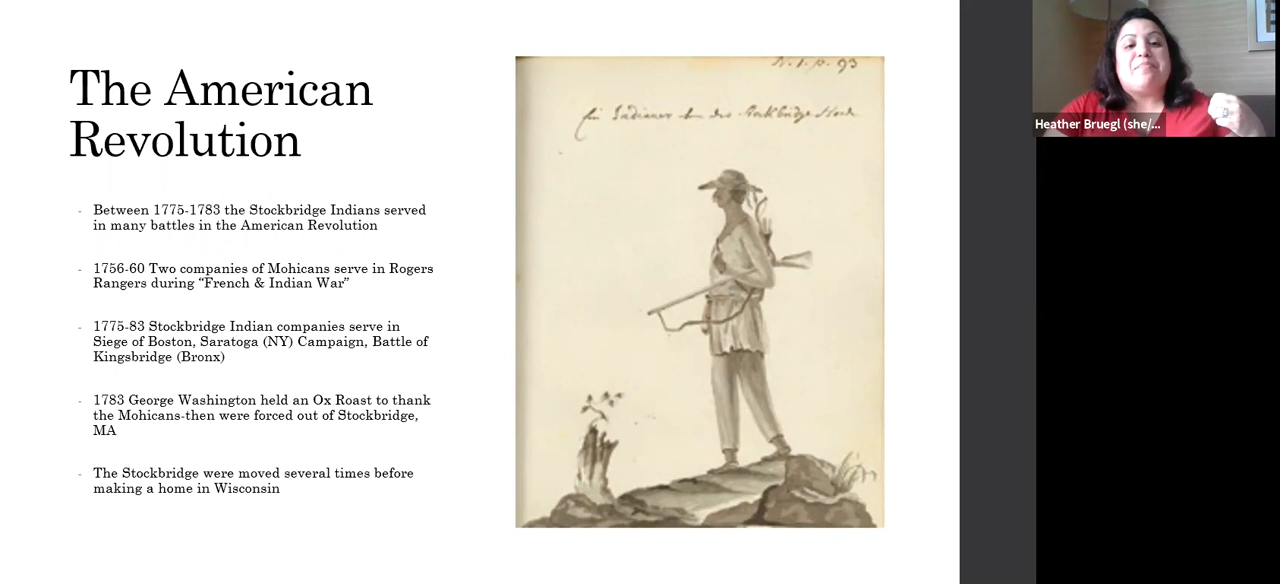 The American
Revolution
- Between 1775-1783 the Stockbridge Indians served
in many battles in the American Revolution
- 1756-60 Two companies of Mohicans serve in Rogers
Rangers during “French & Indian War”
- 1775-83 Stockbridge Indian companies serve in
Siege of Boston, Saratoga (NY) Campaign, Battle of
Kingsbridge (Bronx)
- 1783 George Washington held an Ox Roast to thank
the Mohicans-then were forced out of Stockbridge,
MA
- The Stockbridge were moved several times before
making a home in Wisconsin
Indianer
Heather Bruegl (she/...